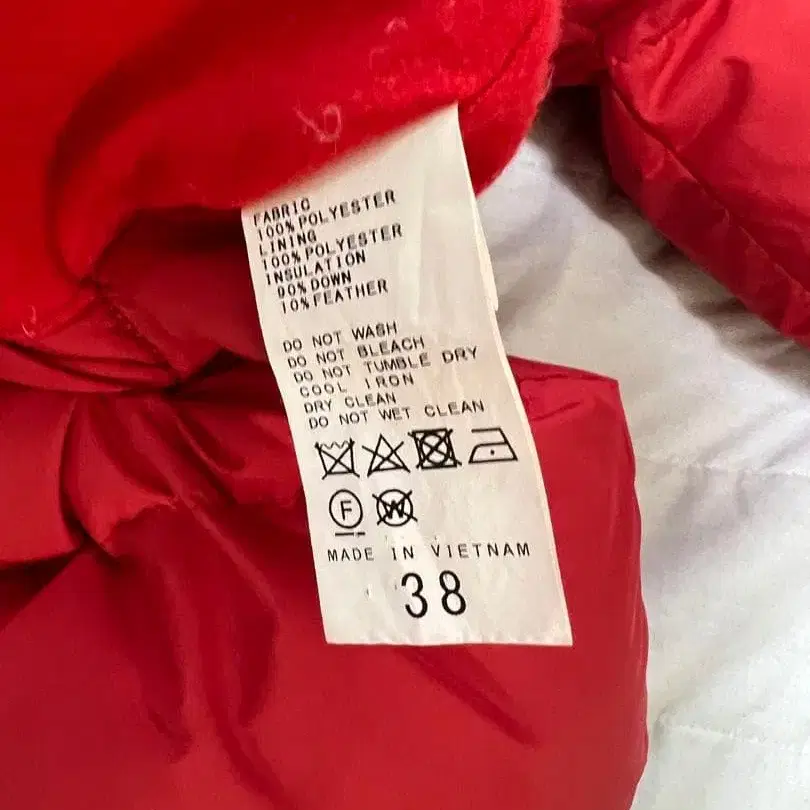 FABRIC
100% POLYESTER
LINING
100% POLYESTER
INSULATION
90% DOWN
10% FEATHER
DO NOT WASH
DO NOT BLEACH
DO NOT TUMBLE DRY
COOL IRON
DRY CLEAN
DO NOT WET CLEAN
F W
MADE IN VIETNAM
38